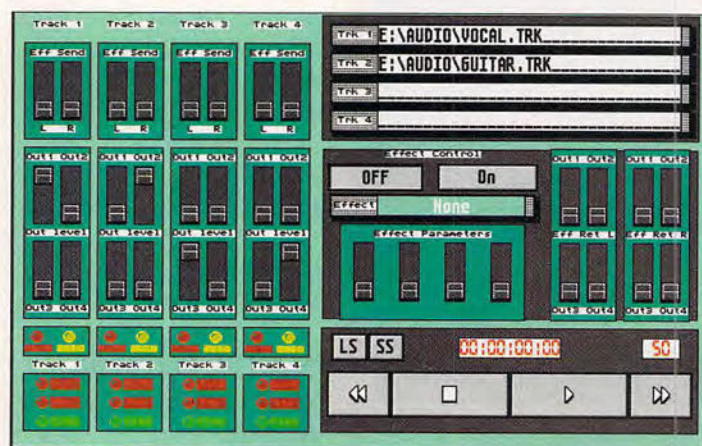 Track 1 Track 2 Track 3 Track 4
Eff Send Eff Send Eff Send Eff Send
L R L R L R L R
Out1 Out2 Out1 Out2 Out1 Out2 Out1 Out2
Out level Out level Out level Out level
Out3 Out4 Out3 Out4 Out3 Out4 Out3 Out4
Track 1 Track 2 Track 3 Track 4
Trk 1 E:\AUDIO\VOCAL.TRK
Trk 2 E:\AUDIO\GUITAR.TRK
Trk 3
Trk 4
Effect Control
OFF On
Effect None
Effect Parameters
Out1 Out2 Out1 Out2
Eff Ret L Eff Ret R
Out3 Out4 Out3 Out4
LS SS 00:00:00:00 50